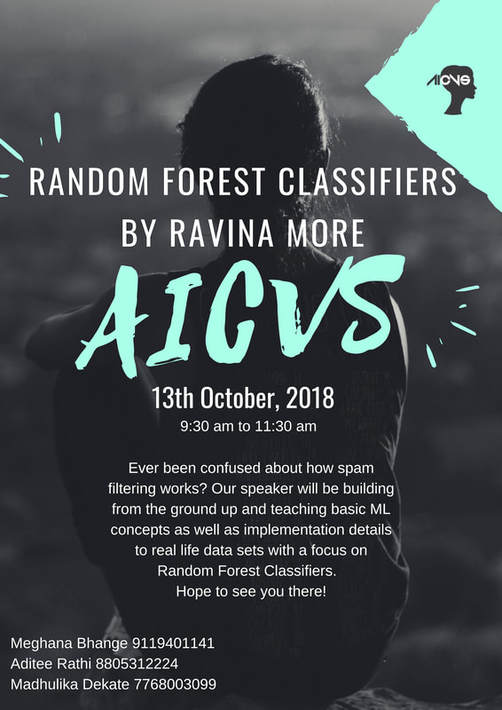 AICVS
RANDOM FOREST CLASSIFIERS
BY RAVINA MORE
AICVS
13th October, 2018
9:30 am to 11:30 am
Ever been confused about how spam
filtering works? Our speaker will be building
from the ground up and teaching basic ML
concepts as well as implementation details
to real life data sets with a focus on
Random Forest Classifiers.
Hope to see you there!
Meghana Bhange 9119401141
Aditee Rathi 8805312224
Madhulika Dekate 7768003099